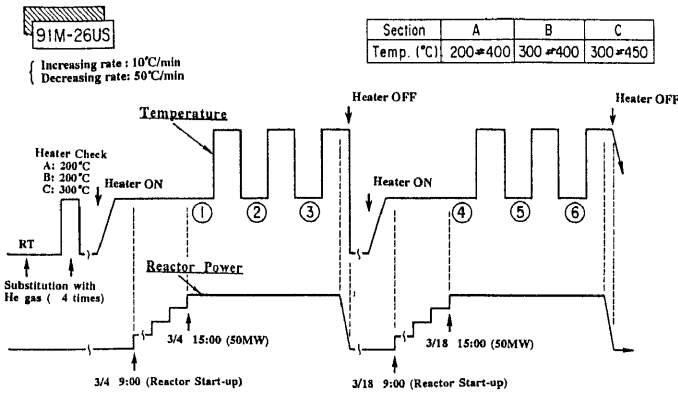 91M-26US
Increasing rate : 10℃/min
Decreasing rate: 50℃/min
Section A B C
Temp. (℃) 200⇄400 300⇄400 300⇄450
Heater OFF
Heater OFF
Temperature
Heater Check
A: 200℃
B: 200℃
C: 300℃
Heater ON
Heater ON
① ② ③ ④ ⑤ ⑥
RT
Substitution with
He gas ( 4 times)
Reactor Power
3/4 15:00 (50MW)
3/18 15:00 (50MW)
3/4 9:00 (Reactor Start-up)
3/18 9:00 (Reactor Start-up)